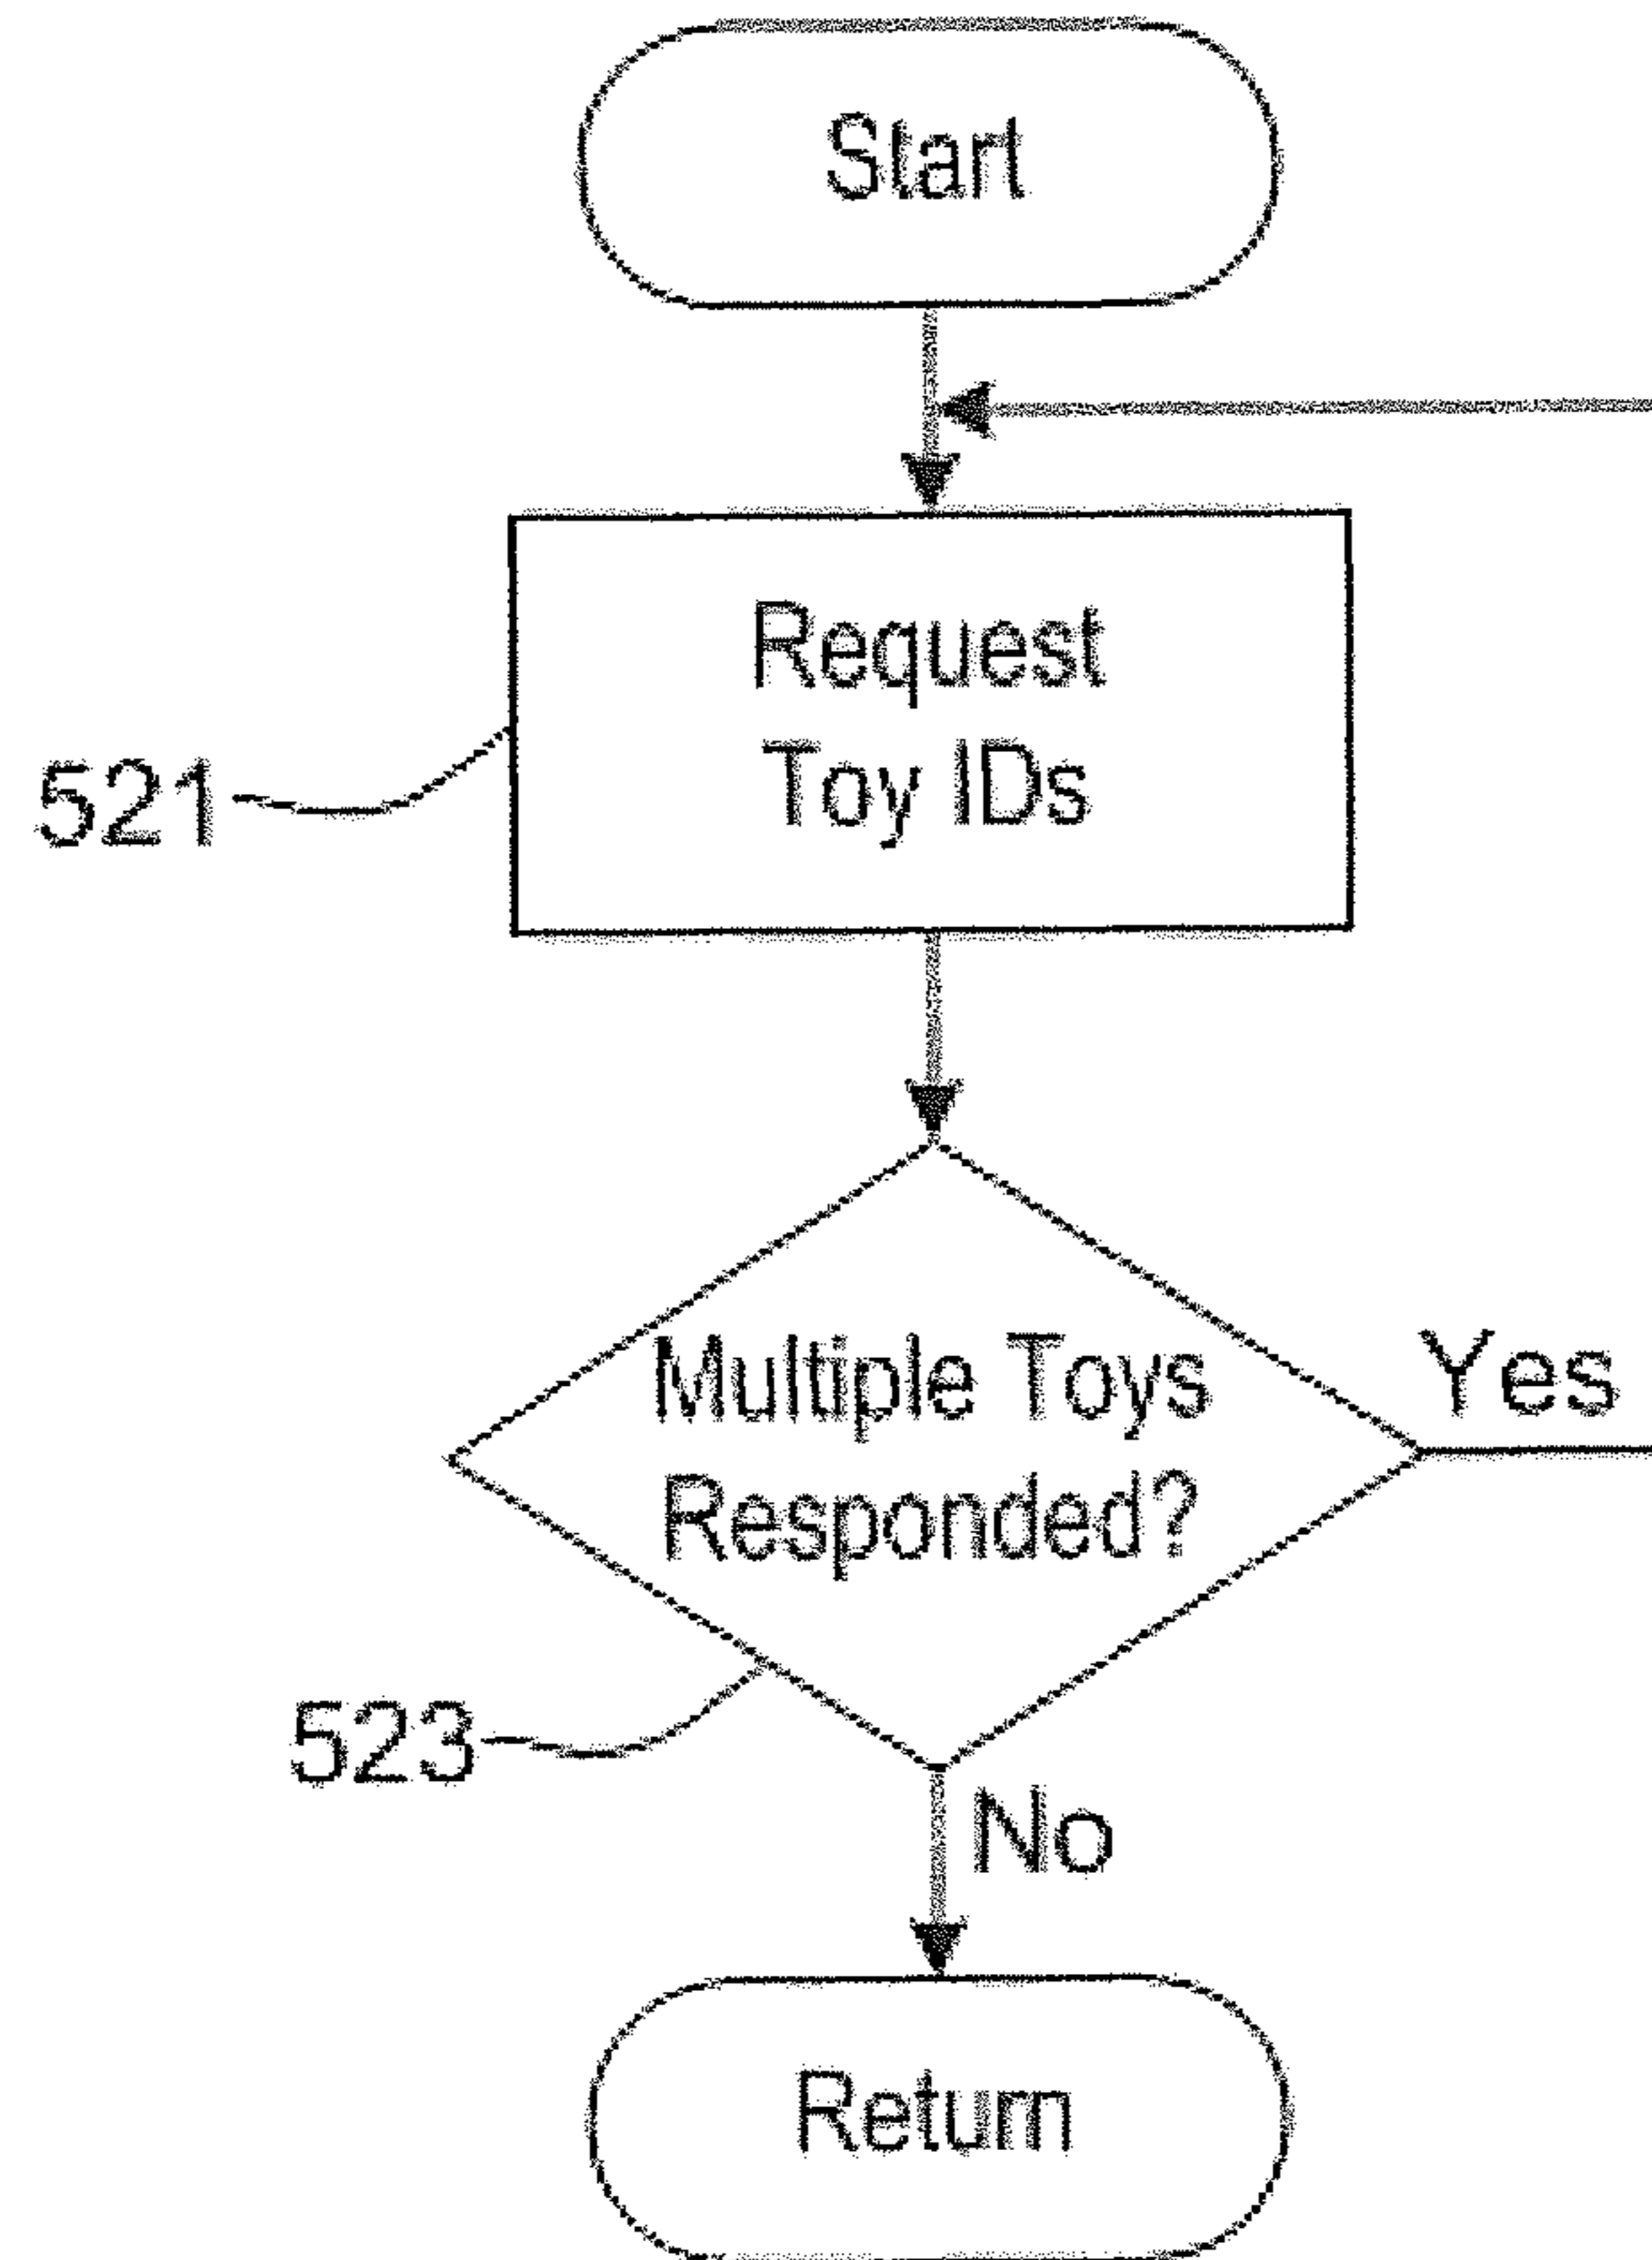 Start
Request
Toy IDs
521
Multiple Toys
Responded?
Yes
523
No
Return